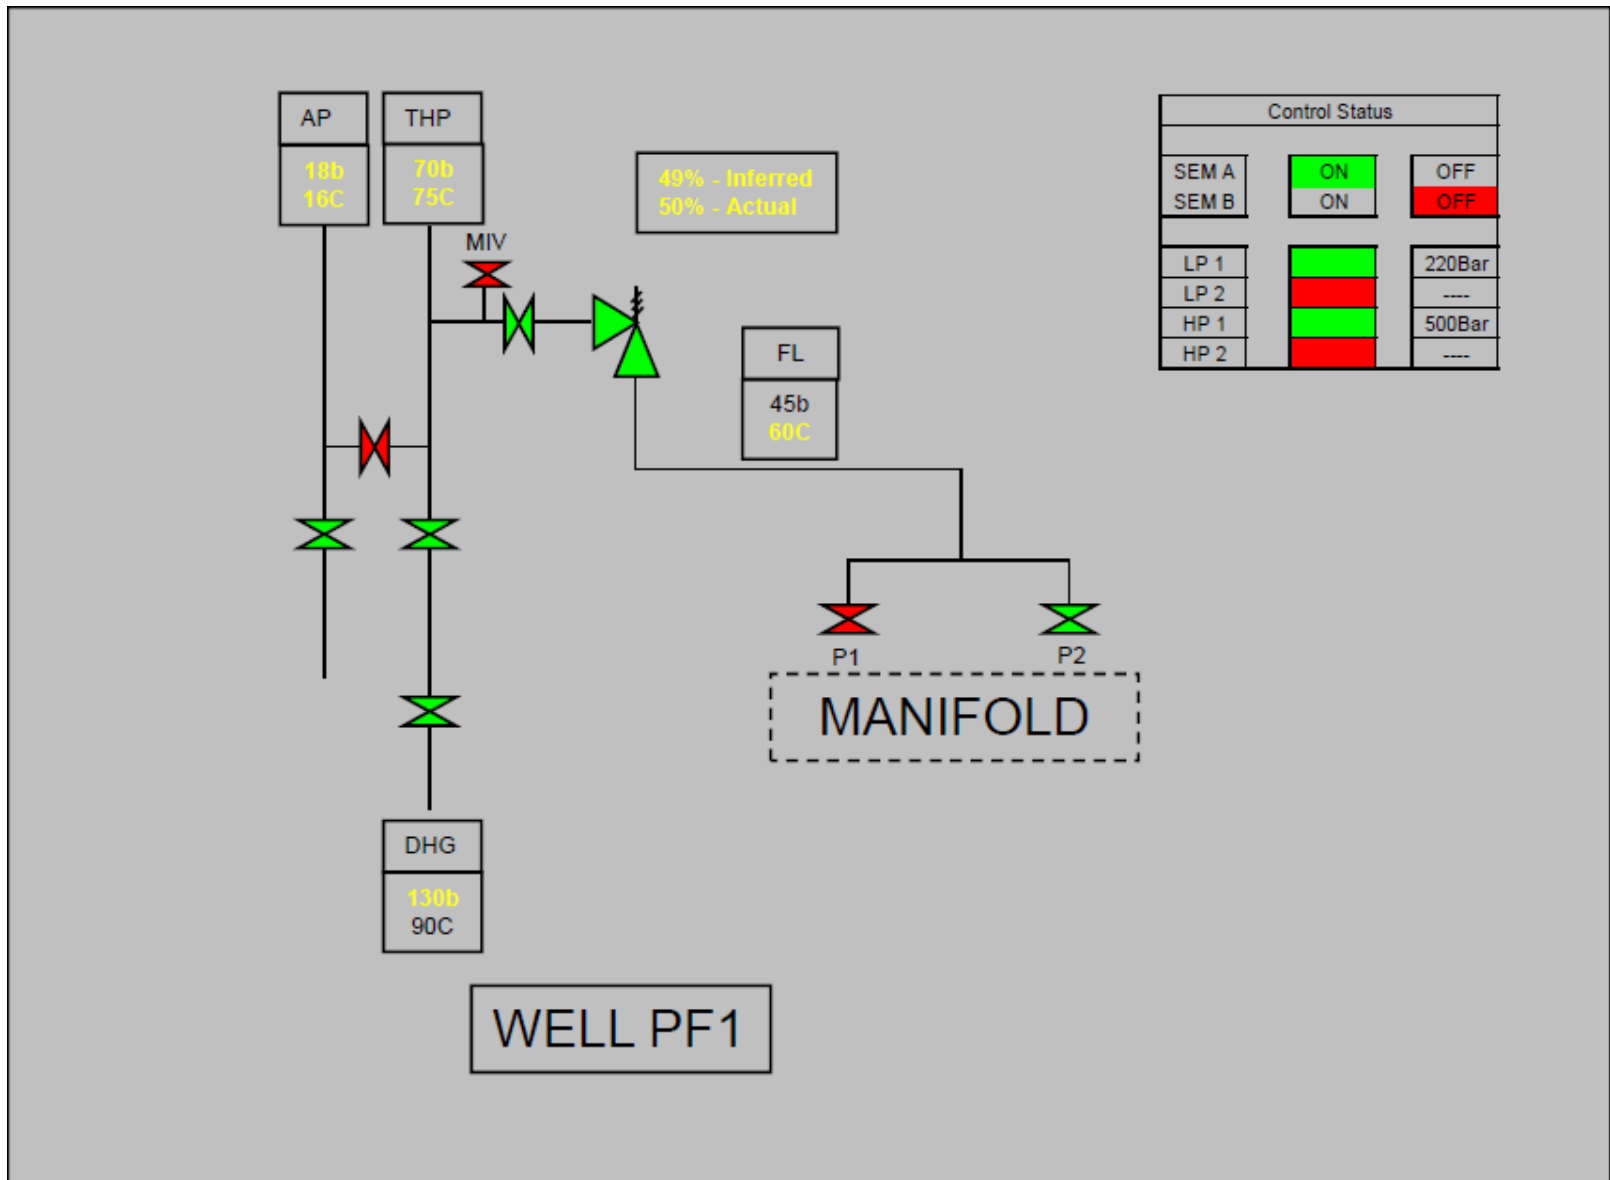 AP
THP
18b
16C
70b
75C
49% - Inferred
50% - Actual
MIV
Control Status
SEM A ON OFF
SEM B ON OFF
LP 1 220Bar
LP 2 ----
HP 1 500Bar
HP 2 ----
FL
45b
60C
P1
P2
MANIFOLD
DHG
130b
90C
WELL PF1